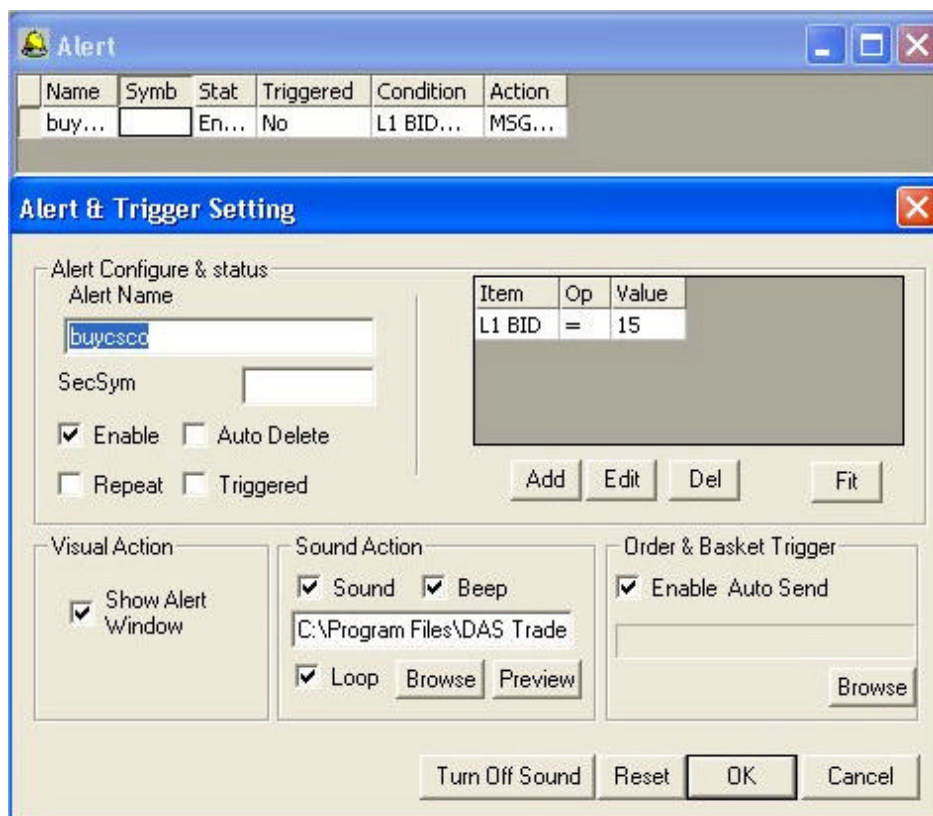 Alert
Name Symb Stat Triggered Condition Action
buy... En... No L1 BID... MSG...
Alert & Trigger Setting
Alert Configure & status
Alert Name
buycsco
SecSym
Enable Auto Delete
Repeat Triggered
Item Op Value
L1 BID = 15
Add Edit Del Fit
Visual Action
Show Alert
Window
Sound Action
Sound Beep
C:\Program Files\DAS Trade
Loop Browse Preview
Order & Basket Trigger
Enable Auto Send
Browse
Turn Off Sound Reset OK Cancel